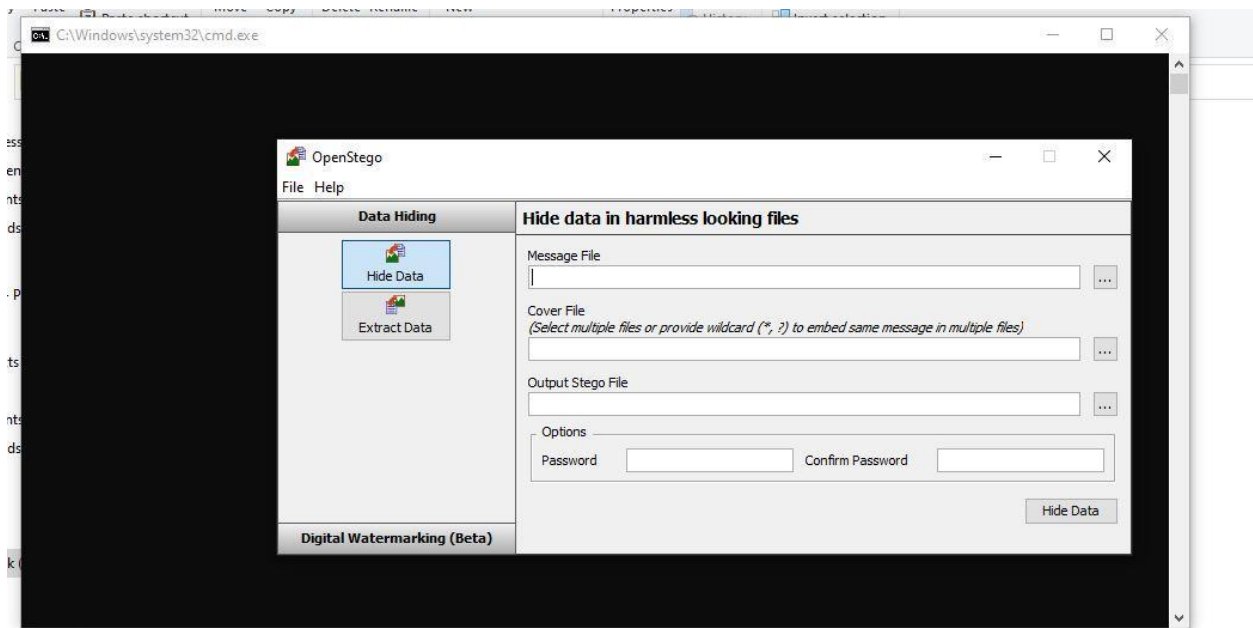 Paste Paste shortcut Move Copy Delete Rename New Properties History Invert selection
C:\Windows\system32\cmd.exe
OpenStego
File Help
Data Hiding
Hide data in harmless looking files
Hide Data
Extract Data
Message File
...
Cover File
(Select multiple files or provide wildcard (*, ?) to embed same message in multiple files)
...
Output Stego File
...
Options
Password
Confirm Password
Hide Data
Digital Watermarking (Beta)